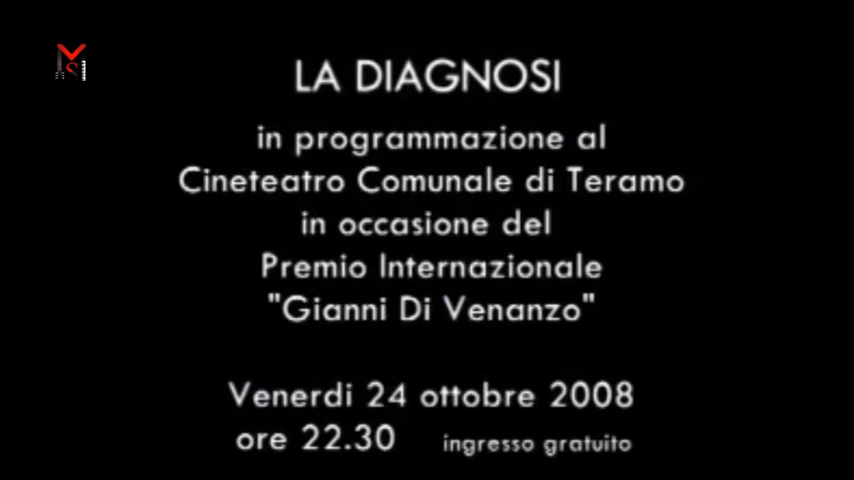 LA DIAGNOSI
in programmazione al
Cineteatro Comunale di Teramo
in occasione del
Premio Internazionale
"Gianni Di Venanzo"
Venerdi 24 ottobre 2008
ore 22.30 ingresso gratuito